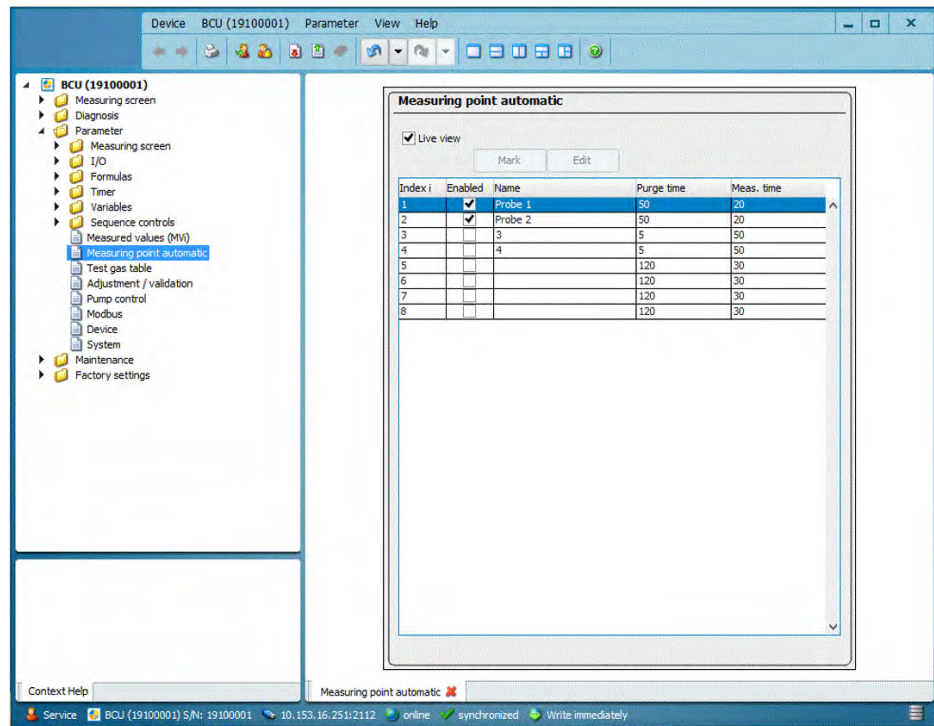 Device BCU (19100001) Parameter View Help
BCU (19100001)
Measuring screen
Diagnosis
Parameter
Measuring screen
I/O
Formulas
Timer
Variables
Sequence controls
Measured values (MVi)
Measuring point automatic
Test gas table
Adjustment / validation
Pump control
Modbus
Device
System
Maintenance
Factory settings
Context Help
Measuring point automatic
Live view
Mark Edit
Index i Enabled Name Purge time Meas. time
1 Probe 1 50 20
2 Probe 2 50 20
3 3 5 50
4 4 5 50
5 120 30
6 120 30
7 120 30
8 120 30
Measuring point automatic
Service BCU (19100001) S/N: 19100001 10.153.16.251:2112 online synchronized Write immediately